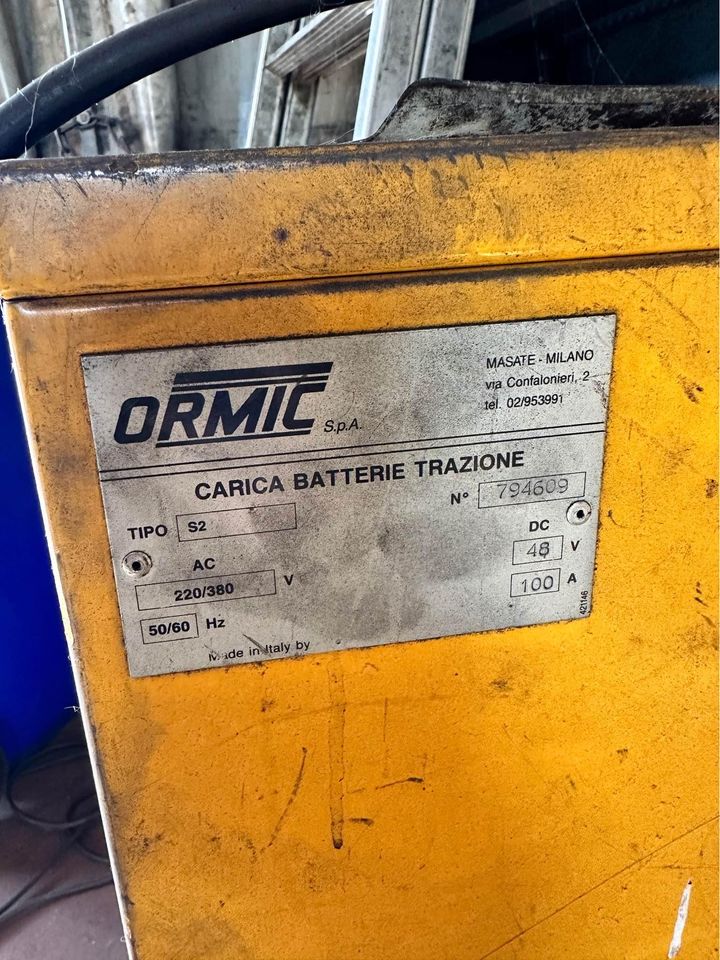 ORMIC S.p.A.
MASATE - MILANO
via Confalonieri, 2
tel. 02/953991
CARICA BATTERIE TRAZIONE
N° 794609
TIPO S2
AC
220/380 V
50/60 Hz
DC
48 V
100 A
Made in Italy by
421146